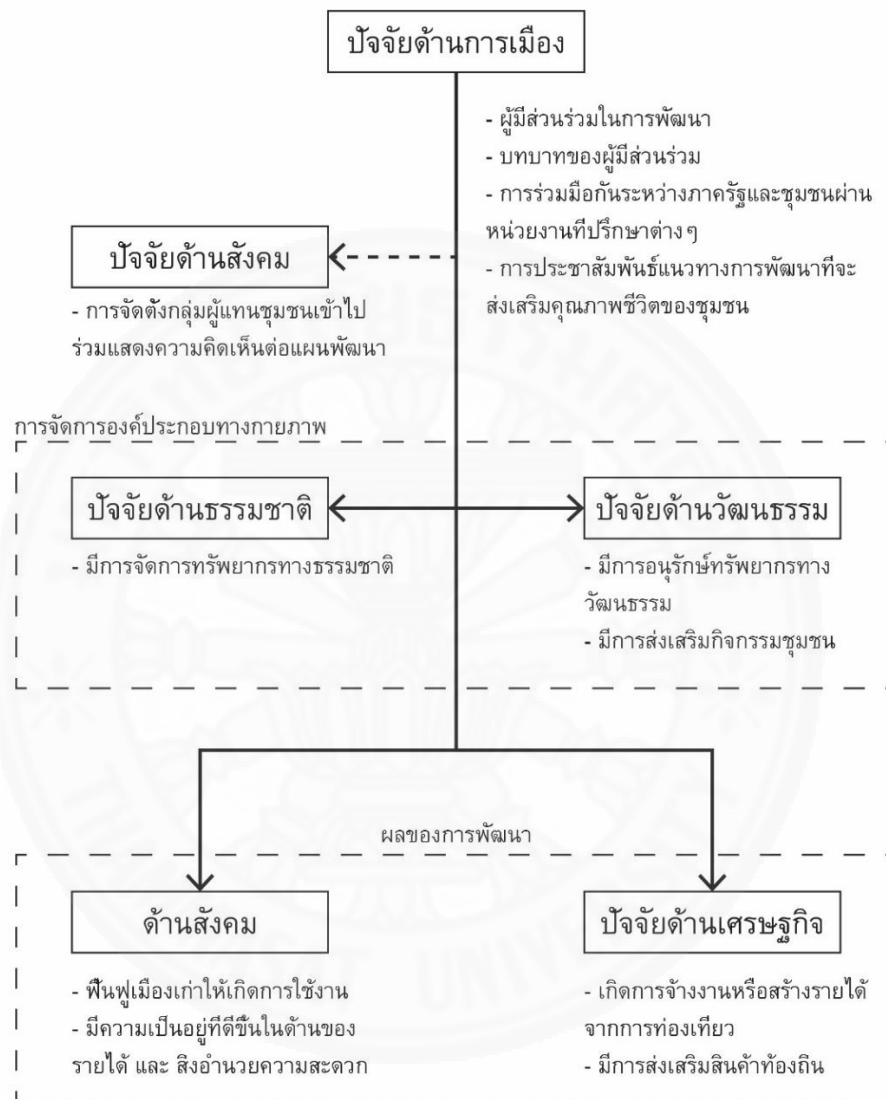 ปัจจัยด้านการเมือง
- ผู้มีส่วนร่วมในการพัฒนา
- บทบาทของผู้มีส่วนร่วม
- การร่วมมือกันระหว่างภาครัฐและชุมชนผ่าน
หน่วยงานที่ปรึกษาต่างๆ
- การประชาสัมพันธ์แนวทางการพัฒนาที่จะ
ส่งเสริมคุณภาพชีวิตของชุมชน
ปัจจัยด้านสังคม
- การจัดตั้งกลุ่มผู้แทนชุมชนเข้าไป
ร่วมแสดงความคิดเห็นต่อแผนพัฒนา
การจัดการองค์ประกอบทางกายภาพ
ปัจจัยด้านธรรมชาติ
- มีการจัดการทรัพยากรทางธรรมชาติ
ปัจจัยด้านวัฒนธรรม
- มีการอนุรักษ์ทรัพยากรทาง
วัฒนธรรม
- มีการส่งเสริมกิจกรรมชุมชน
ผลของการพัฒนา
ด้านสังคม
- ฟื้นฟูเมืองเก่าให้เกิดการใช้งาน
- มีความเป็นอยู่ที่ดีขึ้นในด้านของ
รายได้ และ สิ่งอำนวยความสะดวก
ปัจจัยด้านเศรษฐกิจ
- เกิดการจ้างงานหรือสร้างรายได้
จากการท่องเที่ยว
- มีการส่งเสริมสินค้าท้องถิ่น